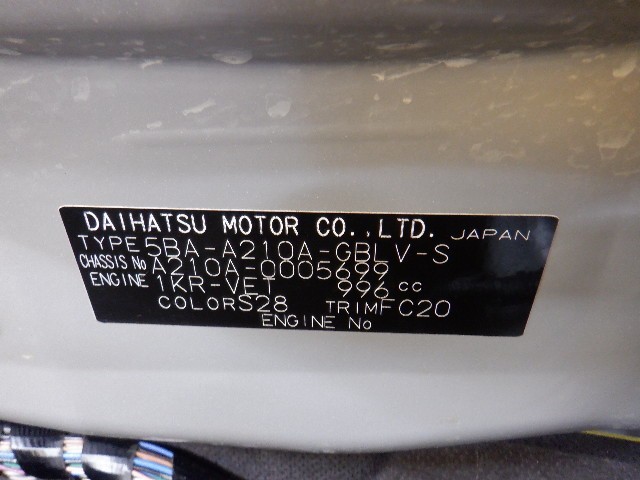 DAIHATSU MOTOR CO.,LTD. JAPAN
TYPE 5BA-A210A-GBLV-S
CHASSIS No A210A-0005699
ENGINE 1KR-VET 996 cc
COLOR S28 TRIM FC20
ENGINE No